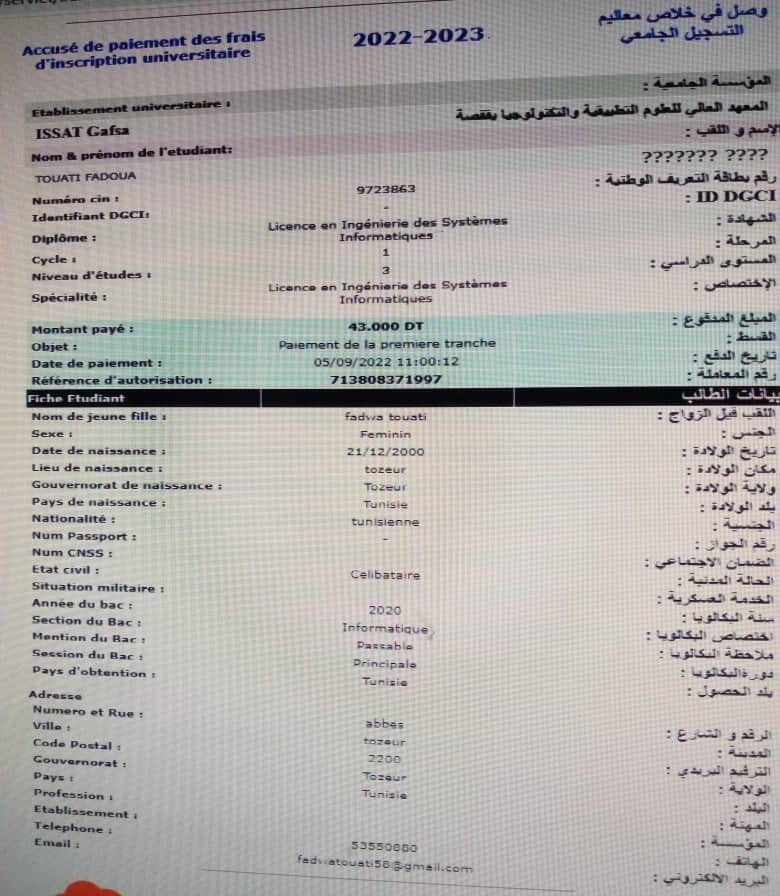 Accusé de paiement des frais
d'inscription universitaire
2022-2023
وصل في خلاص معاليم
التسجيل الجامعي
Etablissement universitaire :
المؤسسة الجامعية :
ISSAT Gafsa
المعهد العالي للعلوم التطبيقية والتكنولوجيا بقفصة
Nom & prénom de l'etudiant:
الإسم و اللقب :
TOUATI FADOUA
??????? ????
Numéro cin :
9723863
رقم بطاقة التعريف الوطنية :
Identifiant DGCI:
-
ID DGCI :
Diplôme :
Licence en Ingénierie des Systèmes
Informatiques
الشهادة :
Cycle :
1
المرحلة :
Niveau d'études :
3
المستوى الدراسي :
Spécialité :
Licence en Ingénierie des Systèmes
Informatiques
الإختصاص :
Montant payé :
43.000 DT
المبلغ المدفوع :
Objet :
Paiement de la premiere tranche
القسط :
Date de paiement :
05/09/2022 11:00:12
تاريخ الدفع :
Référence d'autorisation :
713808371997
رقم المعاملة :
Fiche Etudiant
بيانات الطالب
Nom de jeune fille :
fadwa touati
اللقب قبل الزواج :
Sexe :
Feminin
الجنس :
Date de naissance :
21/12/2000
تاريخ الولادة :
Lieu de naissance :
tozeur
مكان الولادة :
Gouvernorat de naissance :
Tozeur
ولاية الولادة :
Pays de naissance :
Tunisie
بلد الولادة :
Nationalité :
tunisienne
الجنسية :
Num Passport :
-
رقم الجواز :
Num CNSS :
الضمان الاجتماعي :
Etat civil :
Celibataire
الحالة المدنية :
Situation militaire :
الخدمة العسكرية :
Année du bac :
2020
سنة البكالوريا :
Section du Bac :
Informatique
اختصاص البكالوريا :
Mention du Bac :
Passable
ملاحظة البكالوريا :
Session du Bac :
Principale
دورة البكالوريا :
Pays d'obtention :
Tunisie
بلد الحصول :
Adresse
Numero et Rue :
abbes
الرقم و الشارع :
Ville :
tozeur
المدينة :
Code Postal :
2200
الترقيم البريدي :
Gouvernorat :
Tozeur
الولاية :
Pays :
Tunisie
البلد :
Profession :
المهنة :
Etablissement :
المؤسسة :
Telephone :
53550880
الهاتف :
Email :
fadwatouati58@gmail.com
البريد الالكتروني :